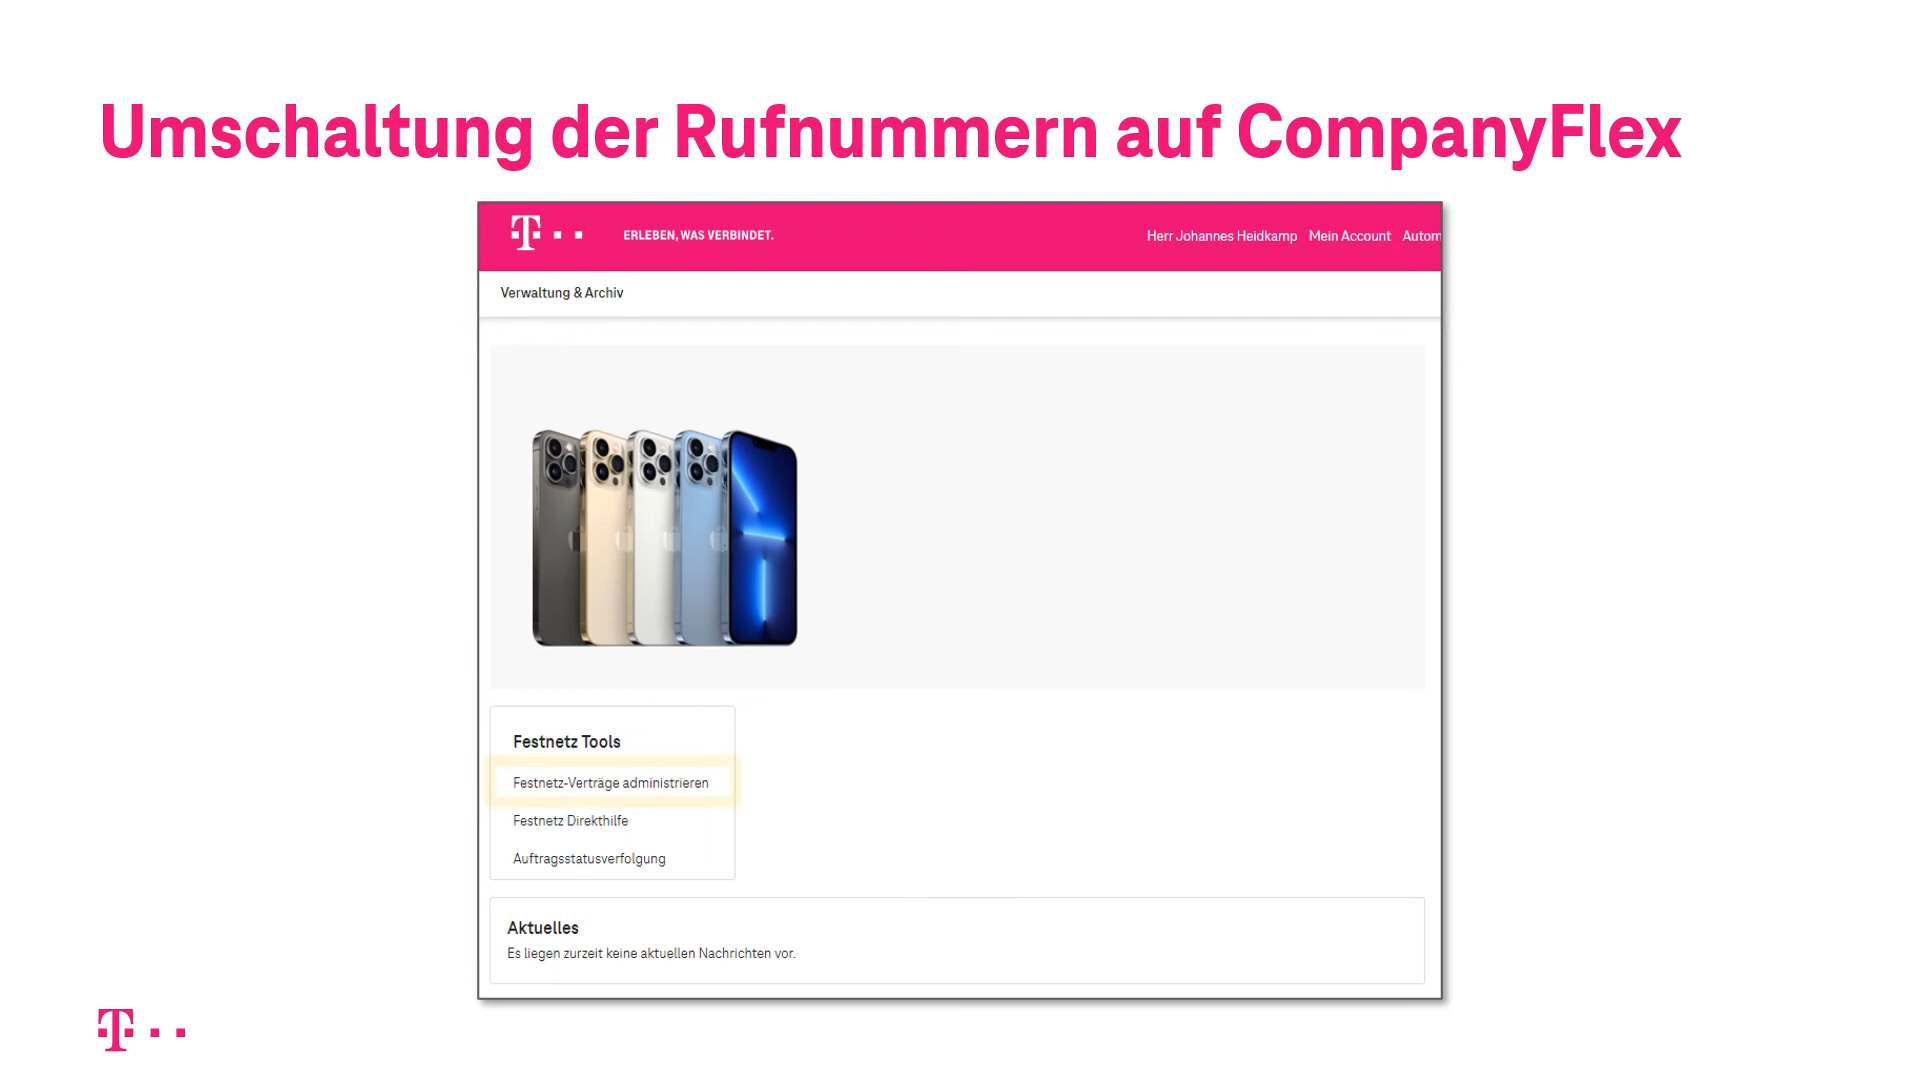 Umschaltung der Rufnummern auf CompanyFlex
T
ERLEBEN, WAS VERBINDET.
Herr Johannes Heidkamp Mein Account Autom
Verwaltung & Archiv
Festnetz Tools
Festnetz-Verträge administrieren
Festnetz Direkthilfe
Auftragsstatusverfolgung
Aktuelles
Es liegen zurzeit keine aktuellen Nachrichten vor.
T